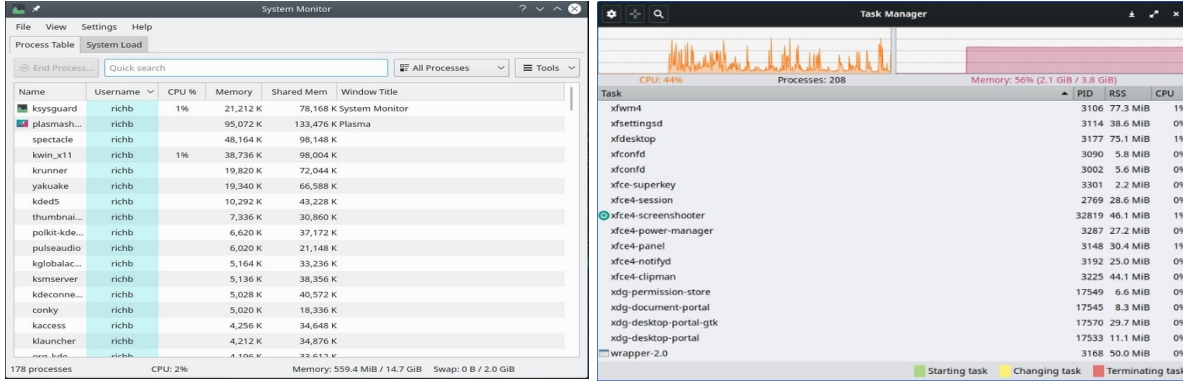 System Monitor
File View Settings Help
Process Table System Load
End Process... Quick search All Processes Tools
Name Username CPU % Memory Shared Mem Window Title
ksysguard richb 1% 21,212 K 78,168 K System Monitor
plasmash... richb 95,072 K 133,476 K Plasma
spectacle richb 48,164 K 98,148 K
kwin_x11 richb 1% 38,736 K 98,004 K
krunner richb 19,820 K 72,044 K
yakuake richb 19,340 K 66,588 K
kded5 richb 10,292 K 43,228 K
thumbnai... richb 7,336 K 30,860 K
polkit-kde... richb 6,620 K 37,172 K
pulseaudio richb 6,020 K 21,148 K
kglobalac... richb 5,164 K 33,236 K
ksmserver richb 5,136 K 38,356 K
kdeconne... richb 5,028 K 40,572 K
conky richb 5,020 K 18,336 K
kaccess richb 4,256 K 34,648 K
klauncher richb 4,212 K 34,876 K
org.kde richb 4,196 K 33,612 K
178 processes CPU: 2% Memory: 559.4 MiB / 14.7 GiB Swap: 0 B / 2.0 GiB
Task Manager
CPU: 44% Processes: 208 Memory: 56% (2.1 GiB / 3.8 GiB)
Task PID RSS CPU
xfwm4 3106 77.3 MiB 1%
xfsettingsd 3114 38.6 MiB 0%
xfdesktop 3177 75.1 MiB 1%
xfconfd 3090 5.8 MiB 0%
xfconfd 3002 5.6 MiB 0%
xfce-superkey 3301 2.2 MiB 0%
xfce4-session 2769 28.6 MiB 0%
xfce4-screenshooter 32819 46.1 MiB 1%
xfce4-power-manager 3287 27.2 MiB 0%
xfce4-panel 3148 30.4 MiB 1%
xfce4-notifyd 3192 25.0 MiB 0%
xfce4-clipman 3225 44.1 MiB 0%
xdg-permission-store 17549 6.6 MiB 0%
xdg-document-portal 17545 8.3 MiB 0%
xdg-desktop-portal-gtk 17570 29.7 MiB 0%
xdg-desktop-portal 17533 11.1 MiB 0%
wrapper-2.0 3168 50.0 MiB 0%
Starting task Changing task Terminating task